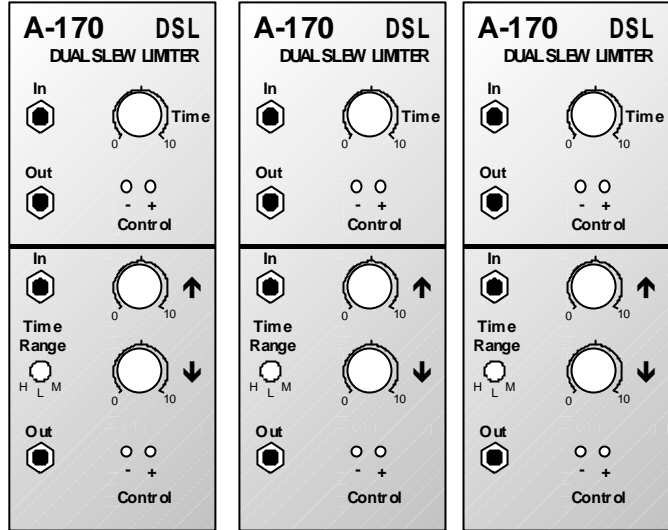 A-170 DSL
DUAL SLEW LIMITER
In
Time
0 10
Out
- +
Control
In
0 10
Time
Range
H L M
0 10
Out
- +
Control
A-170 DSL
DUAL SLEW LIMITER
In
Time
0 10
Out
- +
Control
In
0 10
Time
Range
H L M
0 10
Out
- +
Control
A-170 DSL
DUAL SLEW LIMITER
In
Time
0 10
Out
- +
Control
In
0 10
Time
Range
H L M
0 10
Out
- +
Control